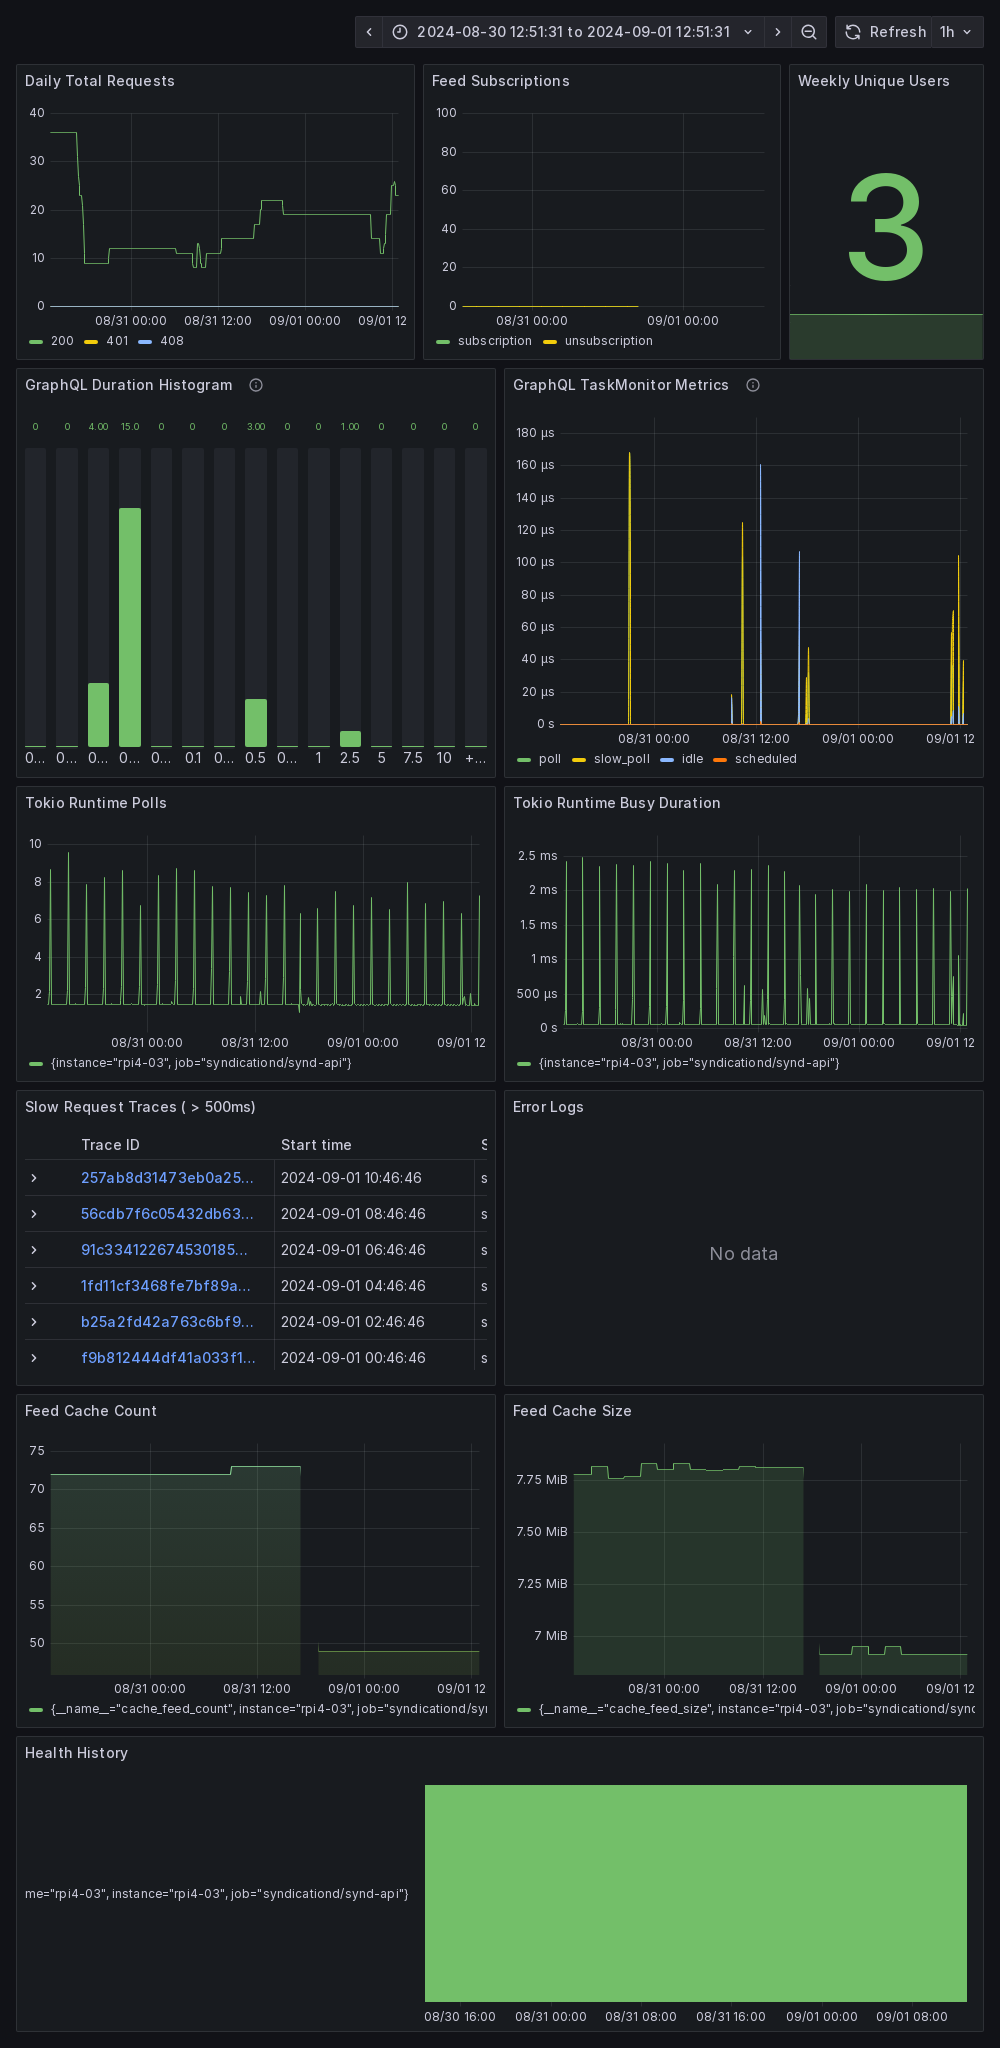 2024-08-30 12:51:31 to 2024-09-01 12:51:31 Refresh 1h
Daily Total Requests
40
30
20
10
0
08/31 00:00 08/31 12:00 09/01 00:00 09/01 12
200 401 408
Feed Subscriptions
100
80
60
40
20
0
08/31 00:00 09/01 00:00
subscription unsubscription
Weekly Unique Users
3
GraphQL Duration Histogram
0 0 4.00 15.0 0 0 0 3.00 0 0 1.00 0 0 0 0
0... 0... 0... 0... 0... 0.1 0... 0.5 0... 1 2.5 5 7.5 10 +...
GraphQL TaskMonitor Metrics
180 µs
160 µs
140 µs
120 µs
100 µs
80 µs
60 µs
40 µs
20 µs
0 s
08/31 00:00 08/31 12:00 09/01 00:00 09/01 12
poll slow_poll idle scheduled
Tokio Runtime Polls
10
8
6
4
2
08/31 00:00 08/31 12:00 09/01 00:00 09/01 12
{instance="rpi4-03", job="syndicationd/synd-api"}
Tokio Runtime Busy Duration
2.5 ms
2 ms
1.5 ms
1 ms
500 µs
0 s
08/31 00:00 08/31 12:00 09/01 00:00 09/01 12
{instance="rpi4-03", job="syndicationd/synd-api"}
Slow Request Traces ( > 500ms)
Trace ID Start time S
257ab8d31473eb0a25... 2024-09-01 10:46:46 s
56cdb7f6c05432db63... 2024-09-01 08:46:46 s
91c334122674530185... 2024-09-01 06:46:46 s
1fd11cf3468fe7bf89a... 2024-09-01 04:46:46 s
b25a2fd42a763c6bf9... 2024-09-01 02:46:46 s
f9b812444df41a033f1... 2024-09-01 00:46:46 s
Error Logs
No data
Feed Cache Count
75
70
65
60
55
50
08/31 00:00 08/31 12:00 09/01 00:00 09/01 12
{__name__="cache_feed_count", instance="rpi4-03", job="syndicationd/syn
Feed Cache Size
7.75 MiB
7.50 MiB
7.25 MiB
7 MiB
08/31 00:00 08/31 12:00 09/01 00:00 09/01 12
{__name__="cache_feed_size", instance="rpi4-03", job="syndicationd/sync
Health History
me="rpi4-03", instance="rpi4-03", job="syndicationd/synd-api"}
08/30 16:00 08/31 00:00 08/31 08:00 08/31 16:00 09/01 00:00 09/01 08:00